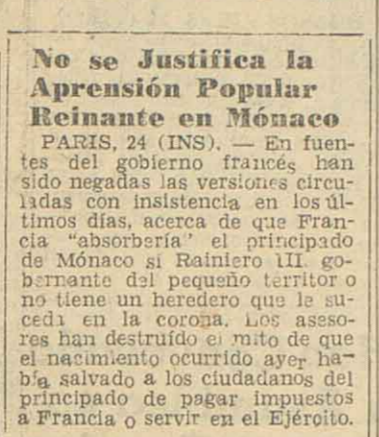 No se Justifica la
Aprensión Popular
Reinante en Mónaco
PARIS, 24 (INS). — En fuen-
tes del gobierno francés han
sido negadas las versiones circu-
ladas con insistencia en los úl-
timos días, acerca de que Fran-
cia "absorbería" el principado
de Mónaco si Rainiero III, go-
bernante del pequeño territor o
no tiene un heredero que le su-
ceda en la corona. Los aseso-
res han destruído el mito de que
el nacimiento ocurrido ayer ha-
bía salvado a los ciudadanos del
principado de pagar impuestos
a Francia o servir en el Ejército.